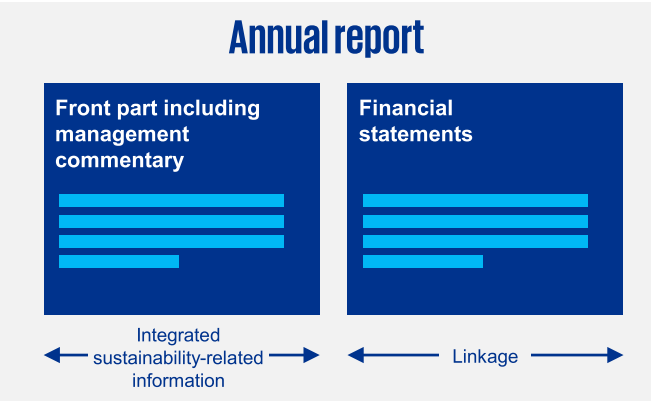 Annual report
Front part including
management
commentary
Financial
statements
Integrated
sustainability-related
information
Linkage